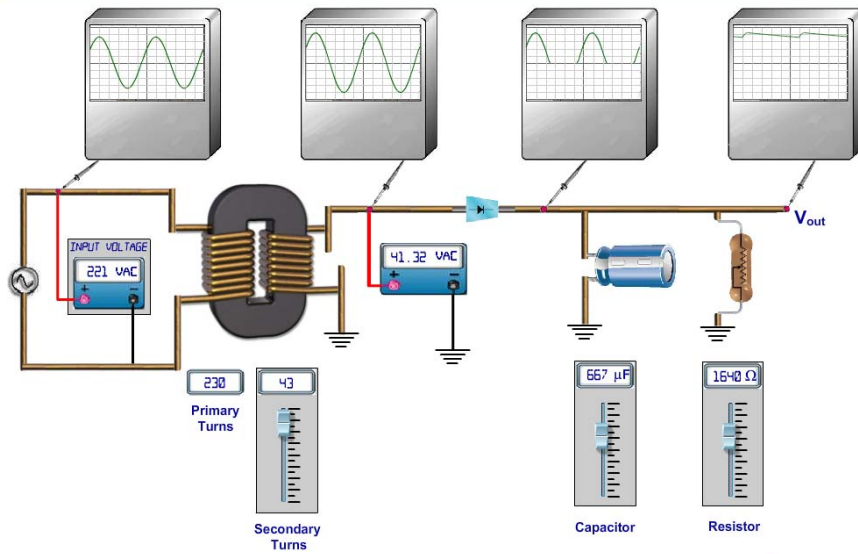 INPUT VOLTAGE
221 VAC
+ −
41.32 VAC
+ −
Vout
230
Primary
Turns
43
Secondary
Turns
667 µF
Capacitor
1640 Ω
Resistor